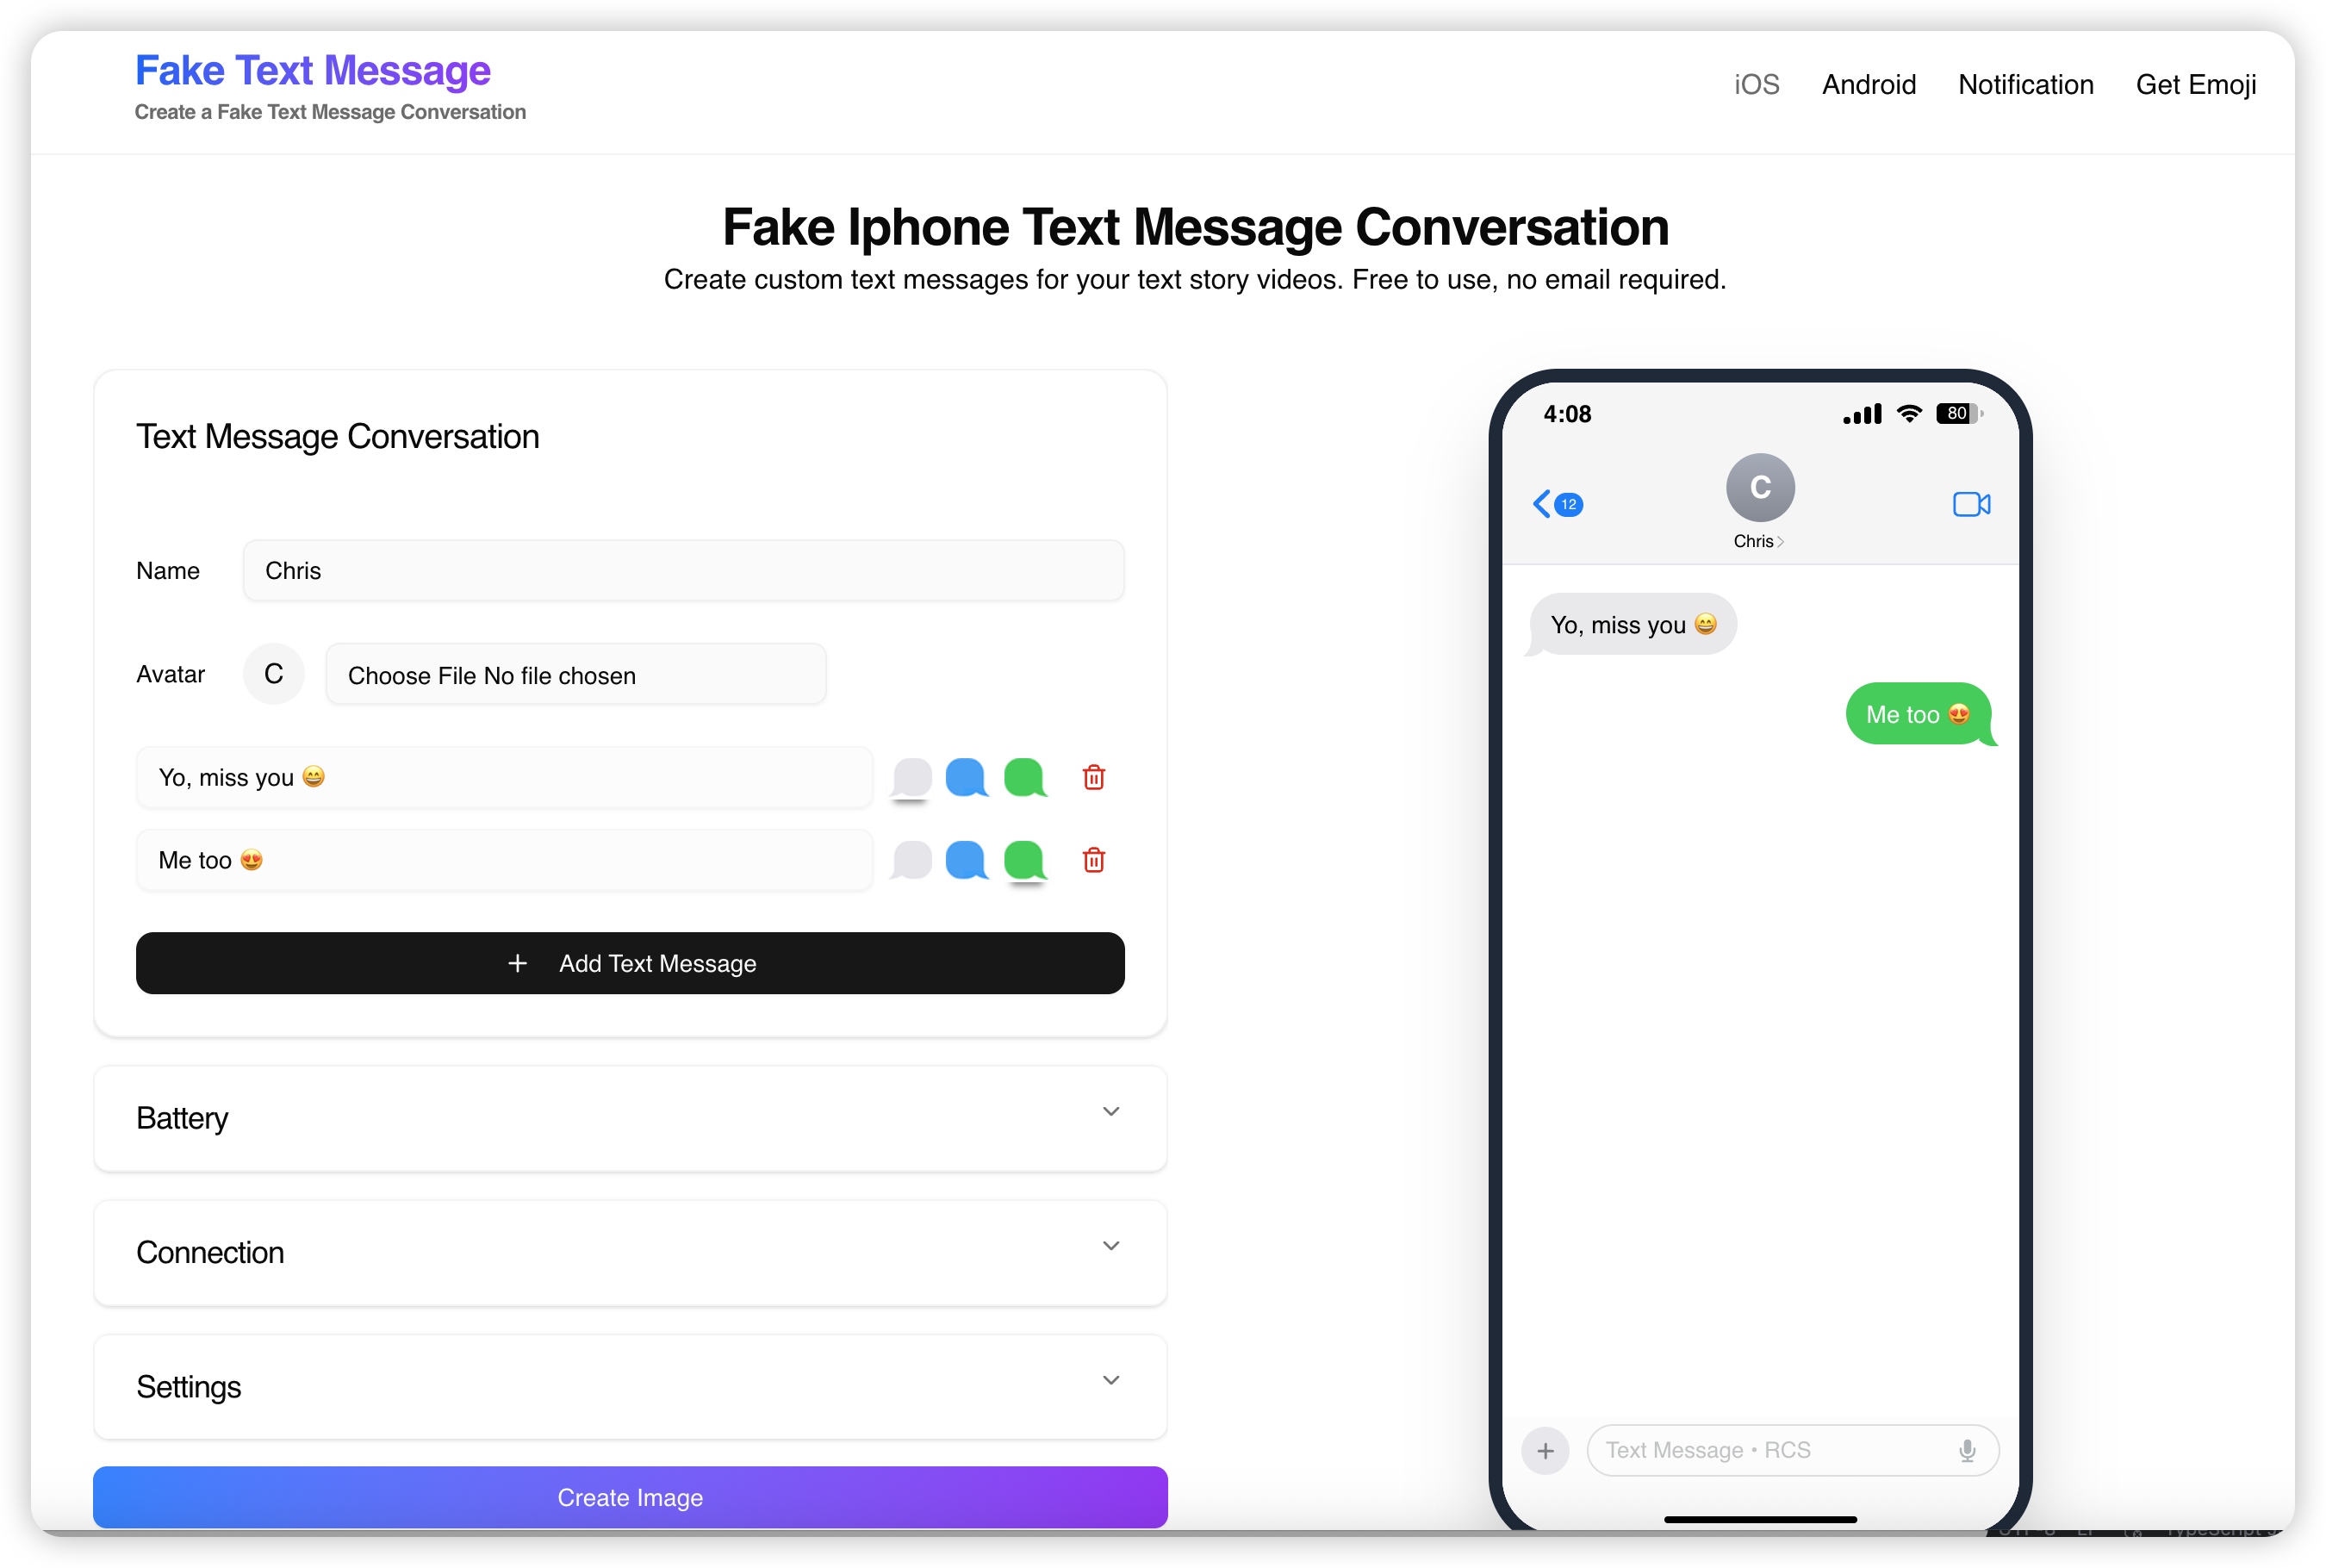 Fake Text Message
Create a Fake Text Message Conversation
iOS Android Notification Get Emoji
Fake Iphone Text Message Conversation
Create custom text messages for your text story videos. Free to use, no email required.
Text Message Conversation
Name Chris
Avatar C Choose File No file chosen
Yo, miss you 😄
Me too 😍
+ Add Text Message
Battery
Connection
Settings
Create Image
4:08 80
12
C
Chris
Yo, miss you 😄
Me too 😍
Text Message • RCS